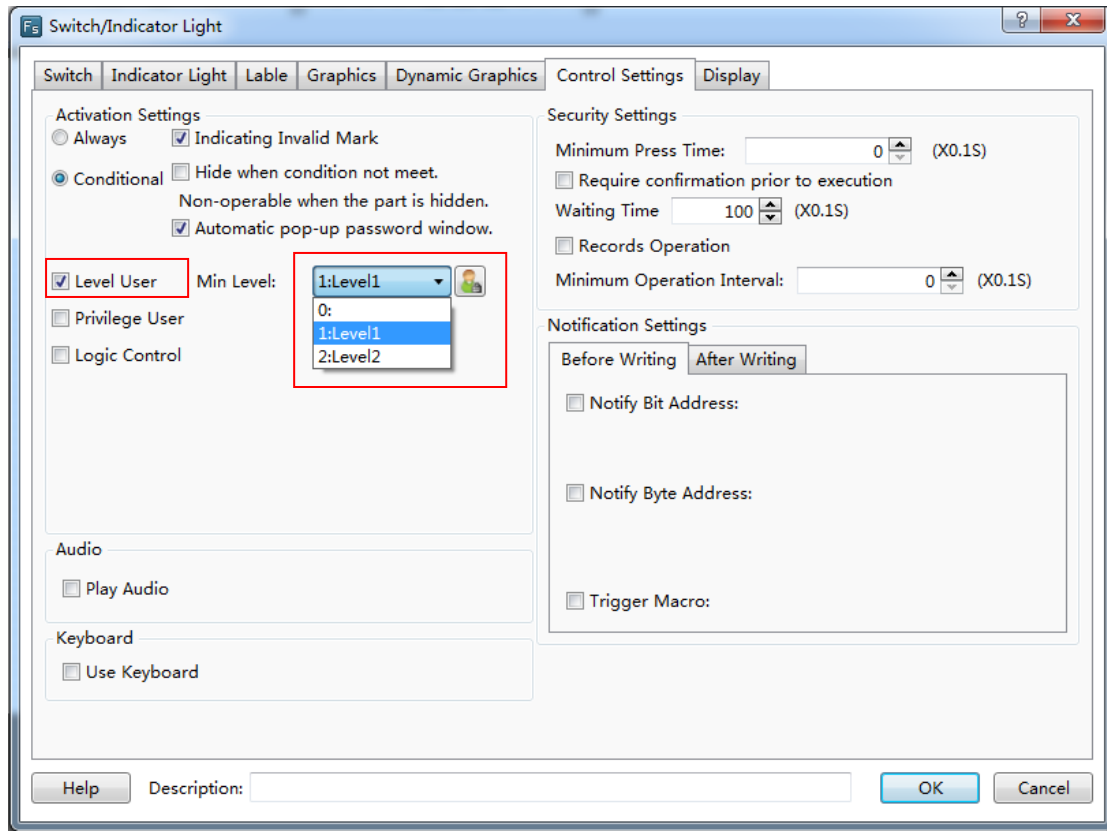 Fs Switch/Indicator Light ?
Switch Indicator Light Lable Graphics Dynamic Graphics Control Settings Display
Activation Settings
Always Indicating Invalid Mark
Conditional Hide when condition not meet.
Non-operable when the part is hidden.
Automatic pop-up password window.
Level User Min Level: 1:Level1
0:
1:Level1
2:Level2
Privilege User
Logic Control
Audio
Play Audio
Keyboard
Use Keyboard
Security Settings
Minimum Press Time: 0 (X0.1S)
Require confirmation prior to execution
Waiting Time 100 (X0.1S)
Records Operation
Minimum Operation Interval: 0 (X0.1S)
Notification Settings
Before Writing After Writing
Notify Bit Address:
Notify Byte Address:
Trigger Macro:
Help Description: OK Cancel